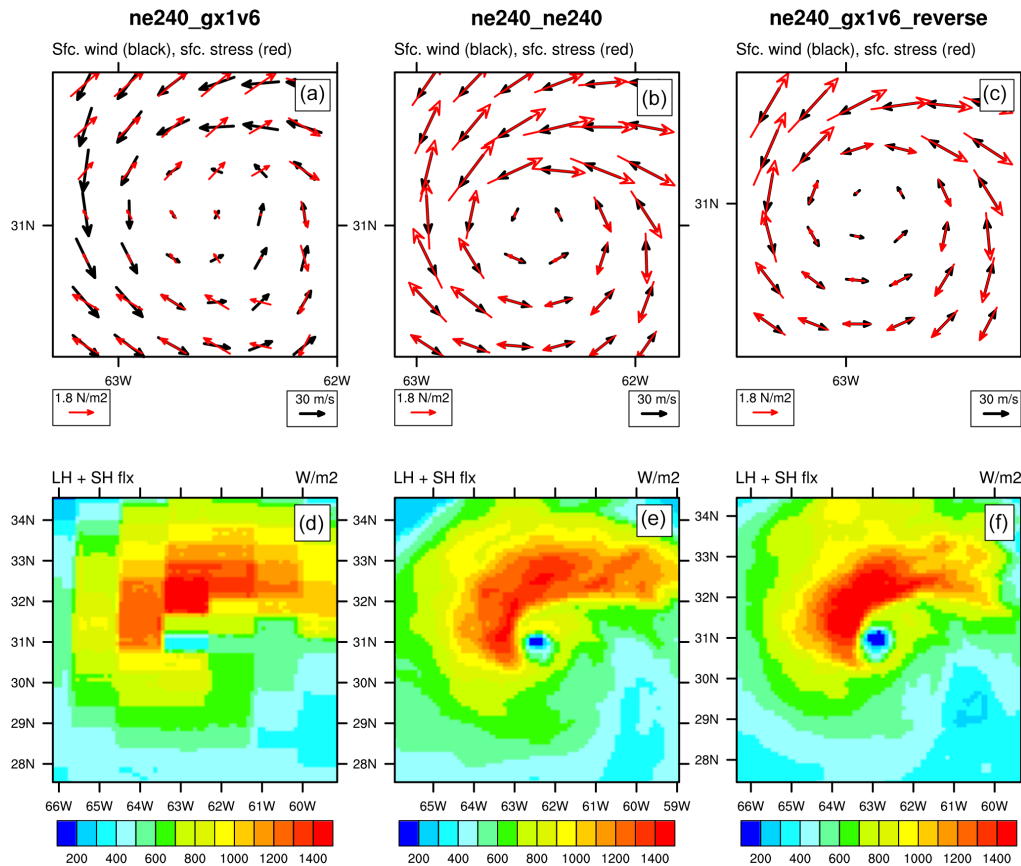 ne240_gx1v6
ne240_ne240
ne240_gx1v6_reverse
Sfc. wind (black), sfc. stress (red)
Sfc. wind (black), sfc. stress (red)
Sfc. wind (black), sfc. stress (red)
(a)
(b)
(c)
31N
31N
31N
63W 62W
63W 62W
63W
1.8 N/m2 30 m/s
1.8 N/m2 30 m/s
1.8 N/m2 30 m/s
LH + SH flx W/m2
LH + SH flx W/m2
LH + SH flx W/m2
(d)
(e)
(f)
34N
33N
32N
31N
30N
29N
28N
34N
33N
32N
31N
30N
29N
28N
34N
33N
32N
31N
30N
29N
28N
66W 65W 64W 63W 62W 61W 60W
65W 64W 63W 62W 61W 60W 59W
66W 65W 64W 63W 62W 61W 60W
200 400 600 800 1000 1200 1400
200 400 600 800 1000 1200 1400
200 400 600 800 1000 1200 1400